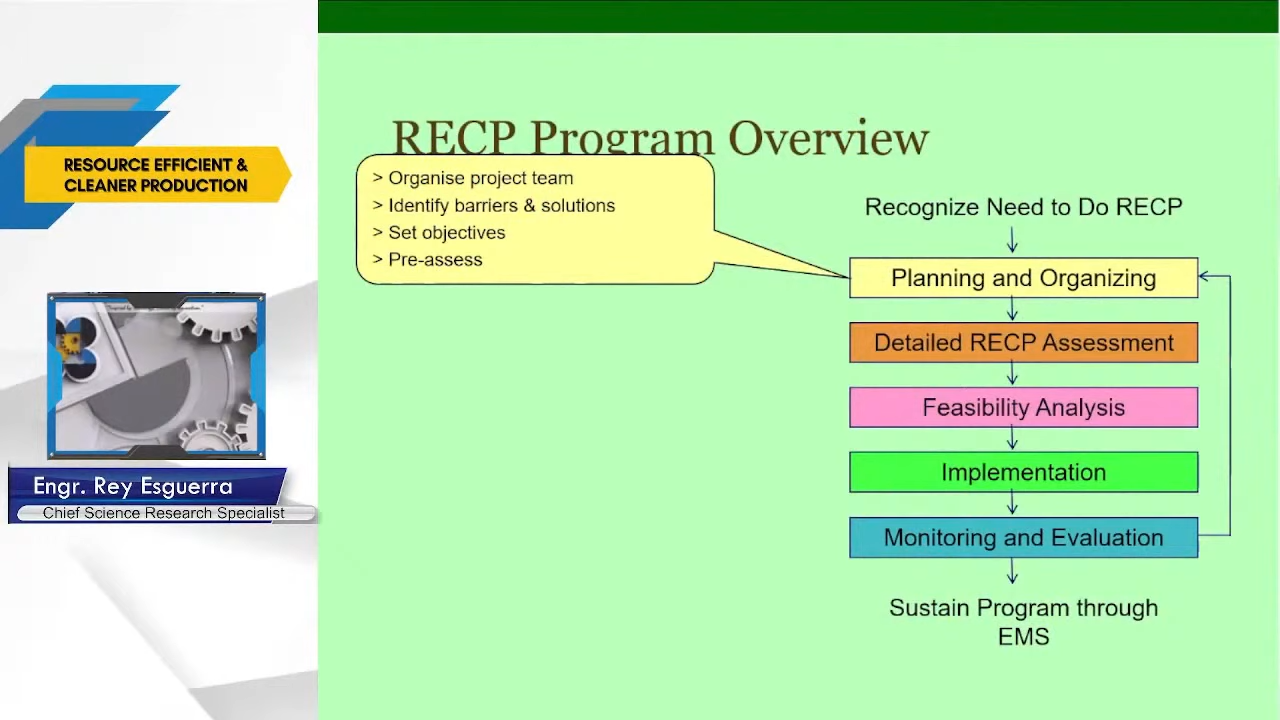 RESOURCE EFFICIENT &
CLEANER PRODUCTION
Engr. Rey Esguerra
Chief Science Research Specialist
RECP Program Overview
> Organise project team
> Identify barriers & solutions
> Set objectives
> Pre-assess
Recognize Need to Do RECP
Planning and Organizing
Detailed RECP Assessment
Feasibility Analysis
Implementation
Monitoring and Evaluation
Sustain Program through
EMS